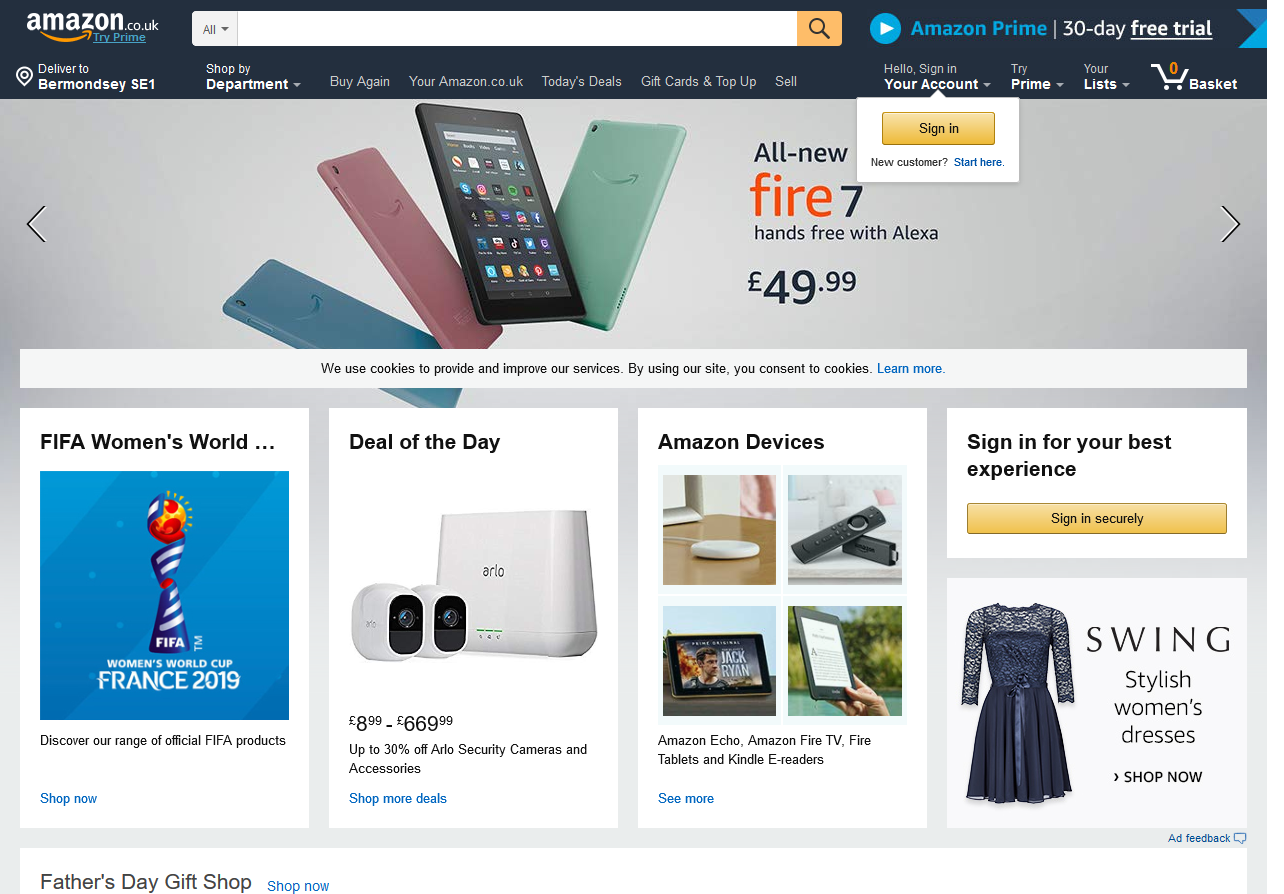 amazon.co.uk
Try Prime
All
Amazon Prime | 30-day free trial
Deliver to
Bermondsey SE1
Shop by
Department
Buy Again
Your Amazon.co.uk
Today's Deals
Gift Cards & Top Up
Sell
Hello, Sign in
Your Account
Try
Prime
Your
Lists
0
Basket
Sign in
New customer? Start here.
All-new
fire 7
hands free with Alexa
£49.99
We use cookies to provide and improve our services. By using our site, you consent to cookies. Learn more.
FIFA Women's World …
FIFA
TM
WOMEN'S WORLD CUP
FRANCE 2019
Discover our range of official FIFA products
Shop now
Deal of the Day
arlo
arlo
£8.99 - £669.99
Up to 30% off Arlo Security Cameras and
Accessories
Shop more deals
Amazon Devices
PRIME ORIGINAL
JACK
RYAN
Amazon Echo, Amazon Fire TV, Fire
Tablets and Kindle E-readers
See more
Sign in for your best
experience
Sign in securely
SWING
Stylish
women's
dresses
› SHOP NOW
Ad feedback
Father's Day Gift Shop
Shop now